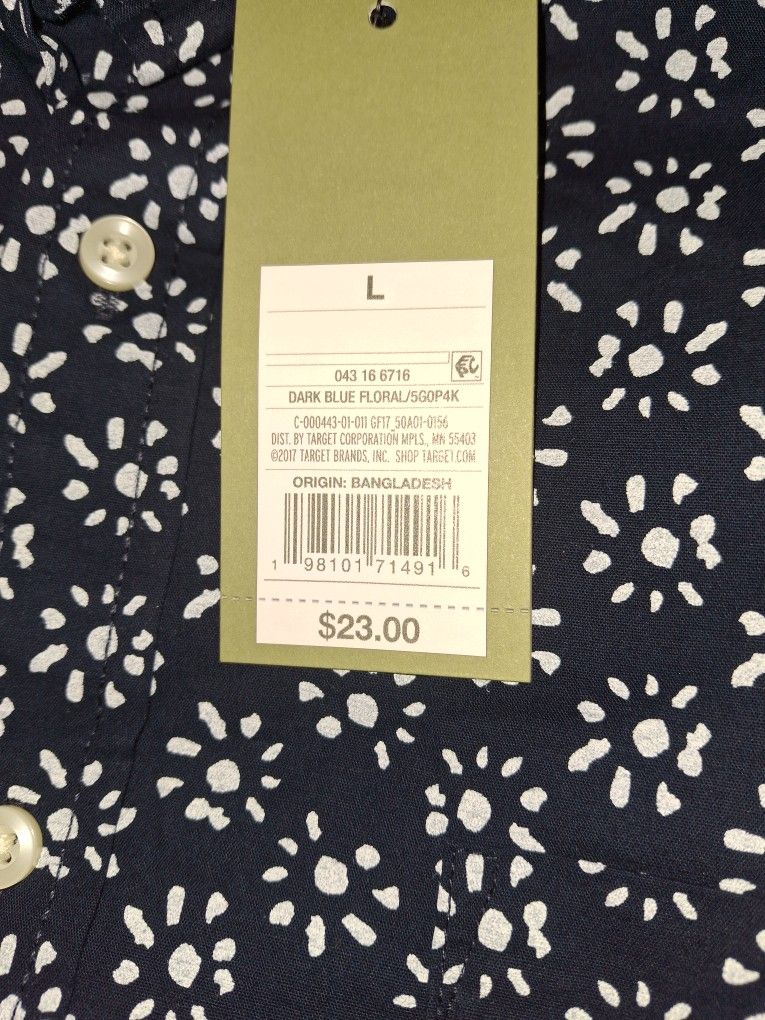 L
043 16 6716
DARK BLUE FLORAL/5G0P4K
C-000443-01-011 GF17_50A01-0156
DIST. BY TARGET CORPORATION MPLS., MN 55403
©2017 TARGET BRANDS, INC. SHOP TARGET.COM
ORIGIN: BANGLADESH
1 98101 71491 6
$23.00